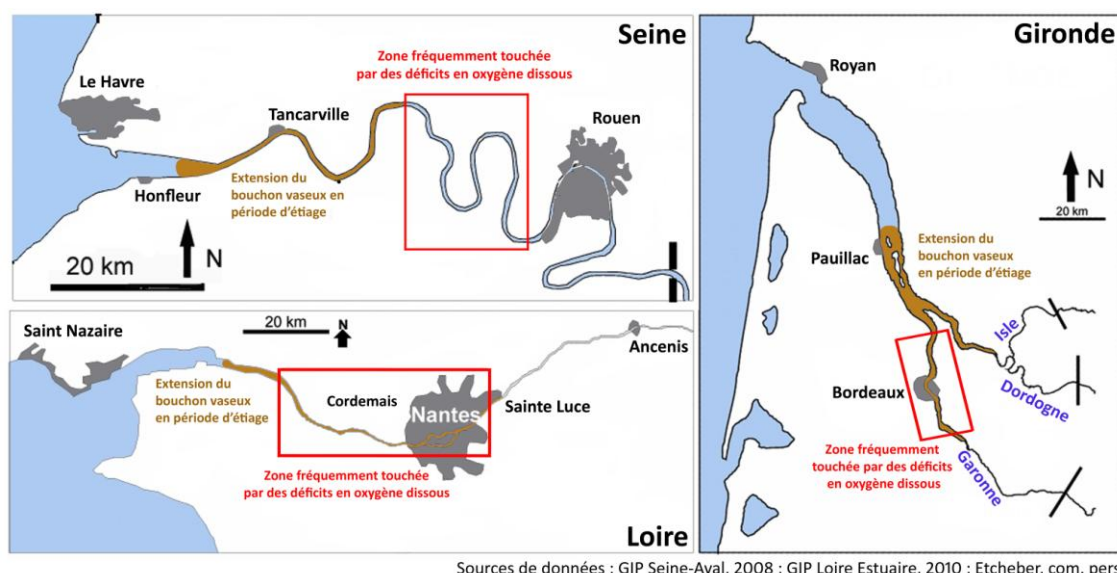 Seine
Zone fréquemment touchée
par des déficits en oxygène dissous
Le Havre
Tancarville
Rouen
Honfleur
Extension du
bouchon vaseux en
période d'étiage
N
20 km
Saint Nazaire
20 km
N
Ancenis
Extension du
bouchon vaseux
en période d'étiage
Cordemais
Nantes
Sainte Luce
Zone fréquemment touchée
par des déficits en oxygène dissous
Loire
Gironde
Royan
N
20 km
Pauillac
Extension du
bouchon vaseux
en période d'étiage
Isle
Dordogne
Bordeaux
Zone fréquemment
touchée par des déficits
en oxygène dissous
Garonne
Sources de données : GIP Seine-Aval, 2008 ; GIP Loire Estuaire, 2010 ; Etcheber, com. pers